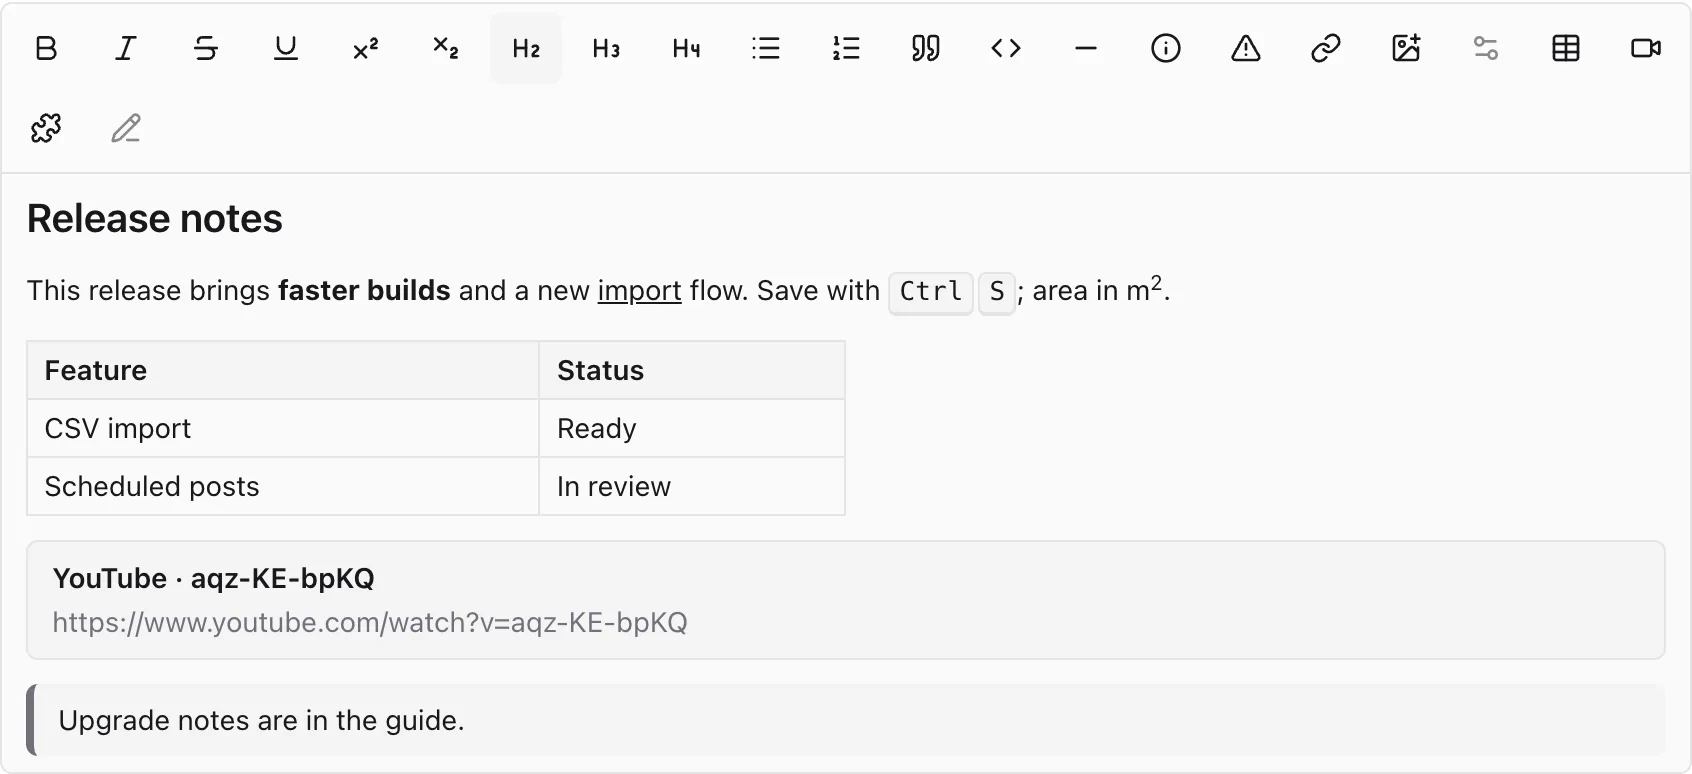 B I S U x² x₂ H2 H3 H4
Release notes
This release brings faster builds and a new import flow. Save with Ctrl S; area in m².
Feature Status
CSV import Ready
Scheduled posts In review
YouTube · aqz-KE-bpKQ
https://www.youtube.com/watch?v=aqz-KE-bpKQ
Upgrade notes are in the guide.